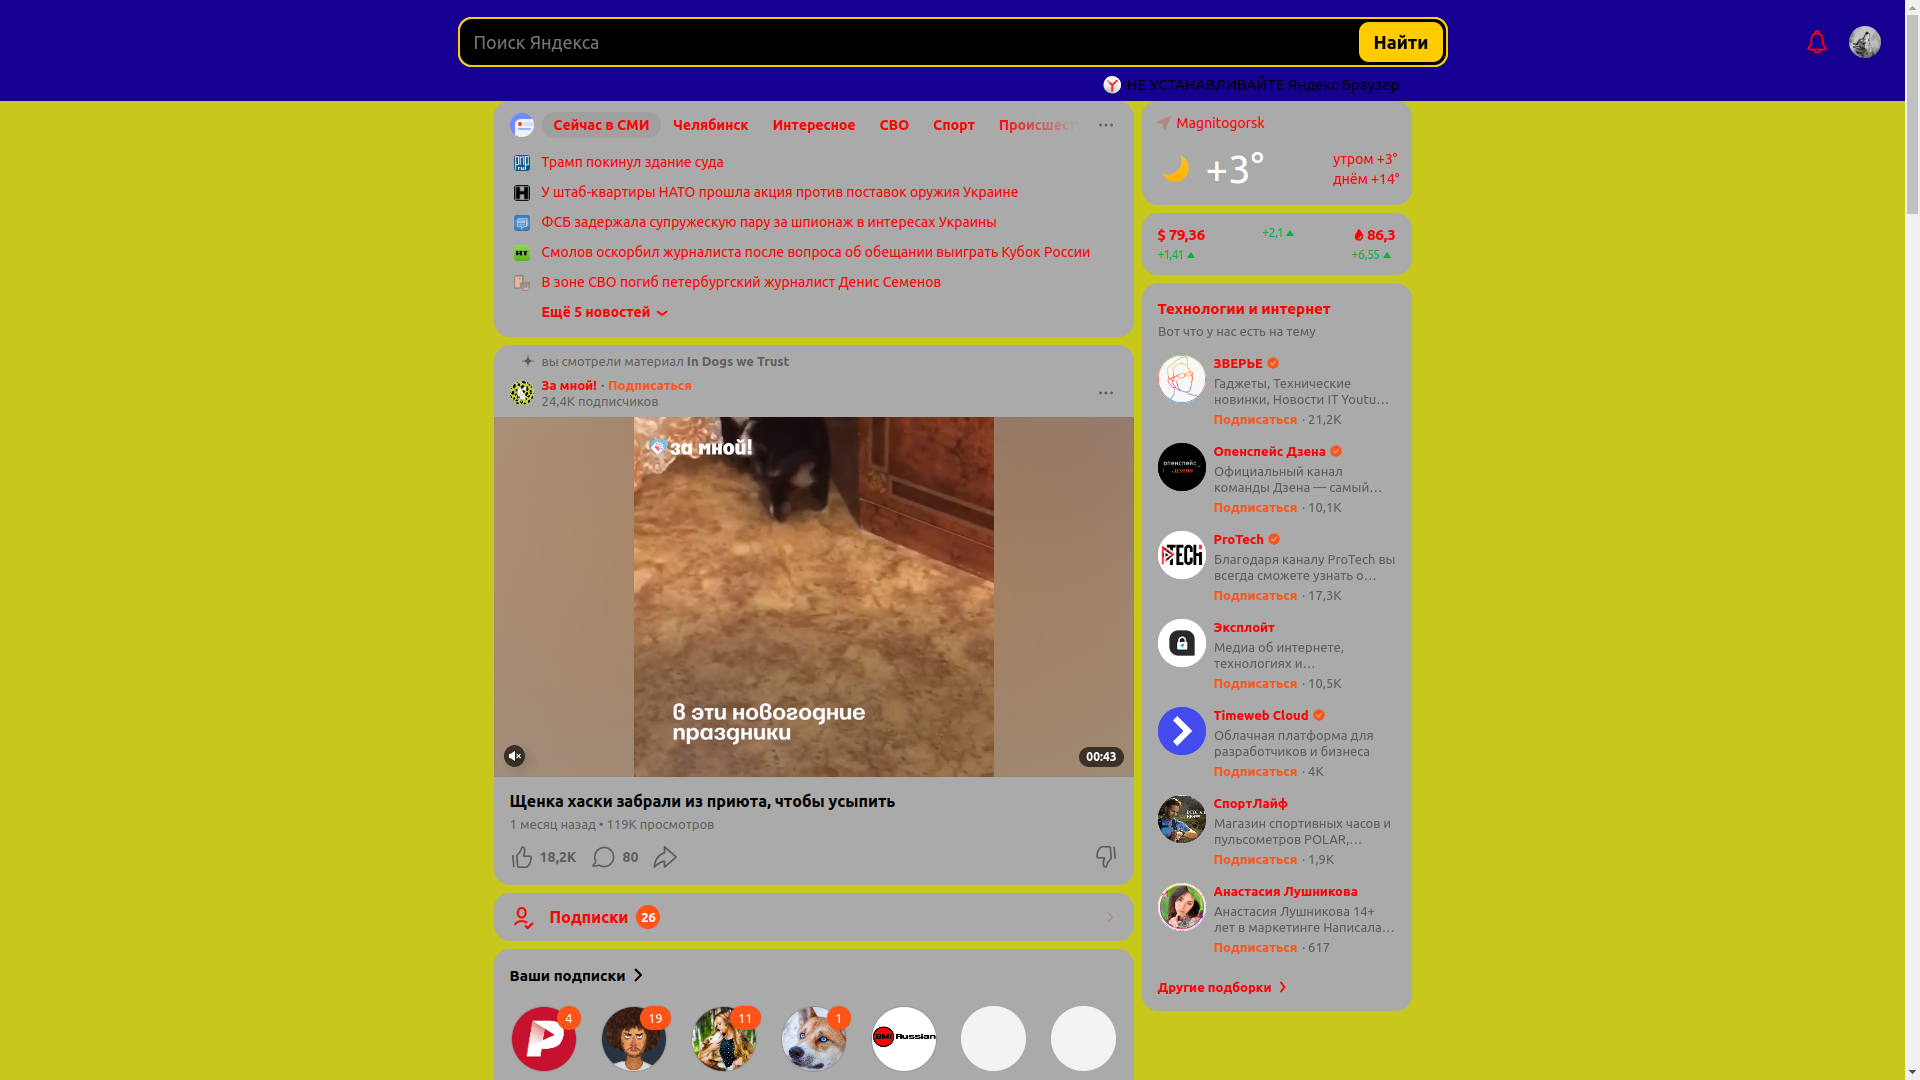 Поиск Яндекса
Найти
НЕ УСТАНАВЛИВАЙТЕ Яндекс Браузер
Сейчас в СМИ Челябинск Интересное СВО Спорт
Трамп покинул здание суда
У штаб-квартиры НАТО прошла акция против поставок оружия Украине
ФСБ задержала супружескую пару за шпионаж в интересах Украины
Смолов оскорбил журналиста после вопроса об обещании выиграть Кубок России
В зоне СВО погиб петербургский журналист Денис Семенов
Ещё 5 новостей
вы смотрели материал In Dogs we Trust
За мной! · Подписаться
24,4K подписчиков
за мной!
в эти новогодние
праздники
00:43
Щенка хаски забрали из приюта, чтобы усыпить
1 месяц назад • 119K просмотров
18,2K 80
Подписки 26
Ваши подписки
4 19 11 1
BMI Russian
Magnitogorsk
+3°
утром +3°
днём +14°
$ 79,36 +2,1 86,3
+1,41 +6,55
Технологии и интернет
Вот что у нас есть на тему
ЗВЕРЬЕ
Гаджеты, Технические
новинки, Новости IT Youtu…
Подписаться · 21,2K
опенспейс_
.дзена
Опенспейс Дзена
Официальный канал
команды Дзена — самый…
Подписаться · 10,1K
TECH
ProTech
Благодаря каналу ProTech вы
всегда сможете узнать о…
Подписаться · 17,3K
Эксплойт
Медиа об интернете,
технологиях и…
Подписаться · 10,5K
Timeweb Cloud
Облачная платформа для
разработчиков и бизнеса
Подписаться · 4K
СпортЛайф
Магазин спортивных часов и
пульсометров POLAR,…
Подписаться · 1,9K
Анастасия Лушникова
Анастасия Лушникова 14+
лет в маркетинге Написала…
Подписаться · 617
Другие подборки